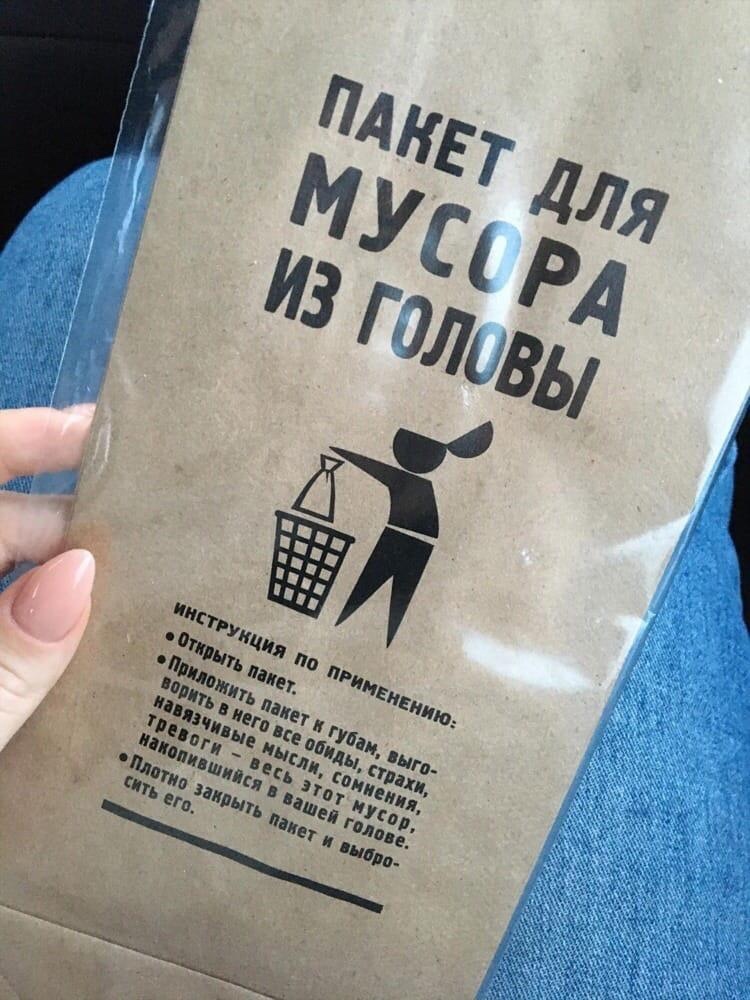 ПАКЕТ ДЛЯ
МУСОРА
ИЗ ГОЛОВЫ
ИНСТРУКЦИЯ ПО ПРИМЕНЕНИЮ:
• Открыть пакет.
• Приложить пакет к губам, выго-
ворить в него все обиды, страхи,
навязчивые мысли, сомнения,
тревоги – весь этот мусор,
накопившийся в вашей голове.
• Плотно закрыть пакет и выбро-
сить его.